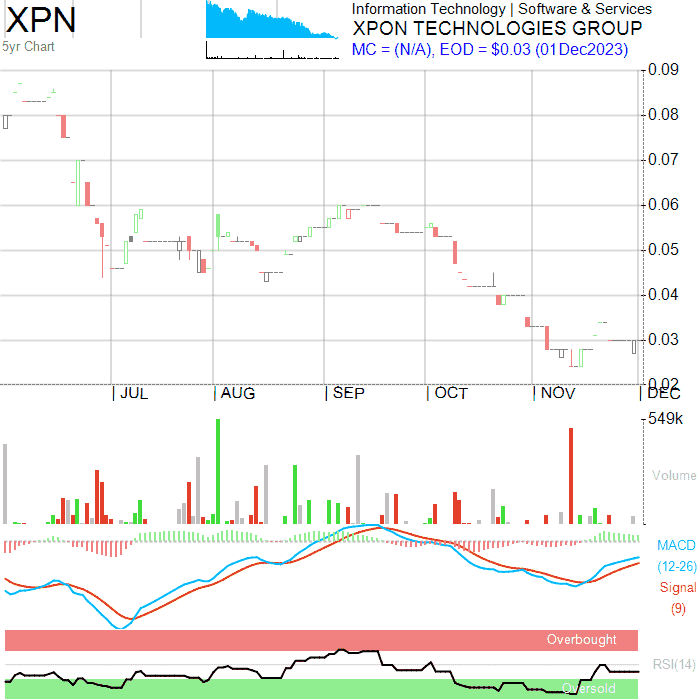 XPN
Information Technology | Software & Services
XPON TECHNOLOGIES GROUP
5yr Chart
MC = (N/A), EOD = $0.03 (01Dec2023)
0.09
0.08
0.07
0.06
0.05
0.04
0.03
0.02
JUL
AUG
SEP
OCT
NOV
DEC
549k
Volume
MACD
(12-26)
Signal
(9)
Overbought
RSI(14)
Oversold